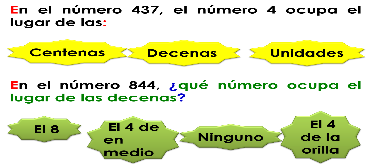 En el número 437, el número 4 ocupa el
lugar de las:
Centenas Decenas Unidades
En el número 844, ¿qué número ocupa el
lugar de las decenas?
El 8
El 4 de
en
medio
Ninguno
El 4
de la
orilla